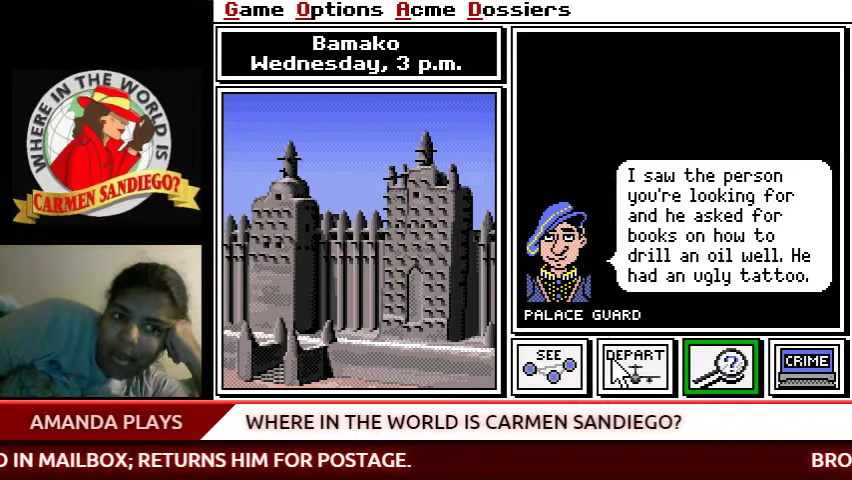 Game Options Acme Dossiers
Bamako
Wednesday, 3 p.m.
WHERE IN THE WORLD IS
CARMEN SANDIEGO?
I saw the person
you're looking for
and he asked for
books on how to
drill an oil well. He
had an ugly tattoo.
PALACE GUARD
SEE
DEPART
?
CRIME
AMANDA PLAYS
WHERE IN THE WORLD IS CARMEN SANDIEGO?
D IN MAILBOX; RETURNS HIM FOR POSTAGE.
BRO